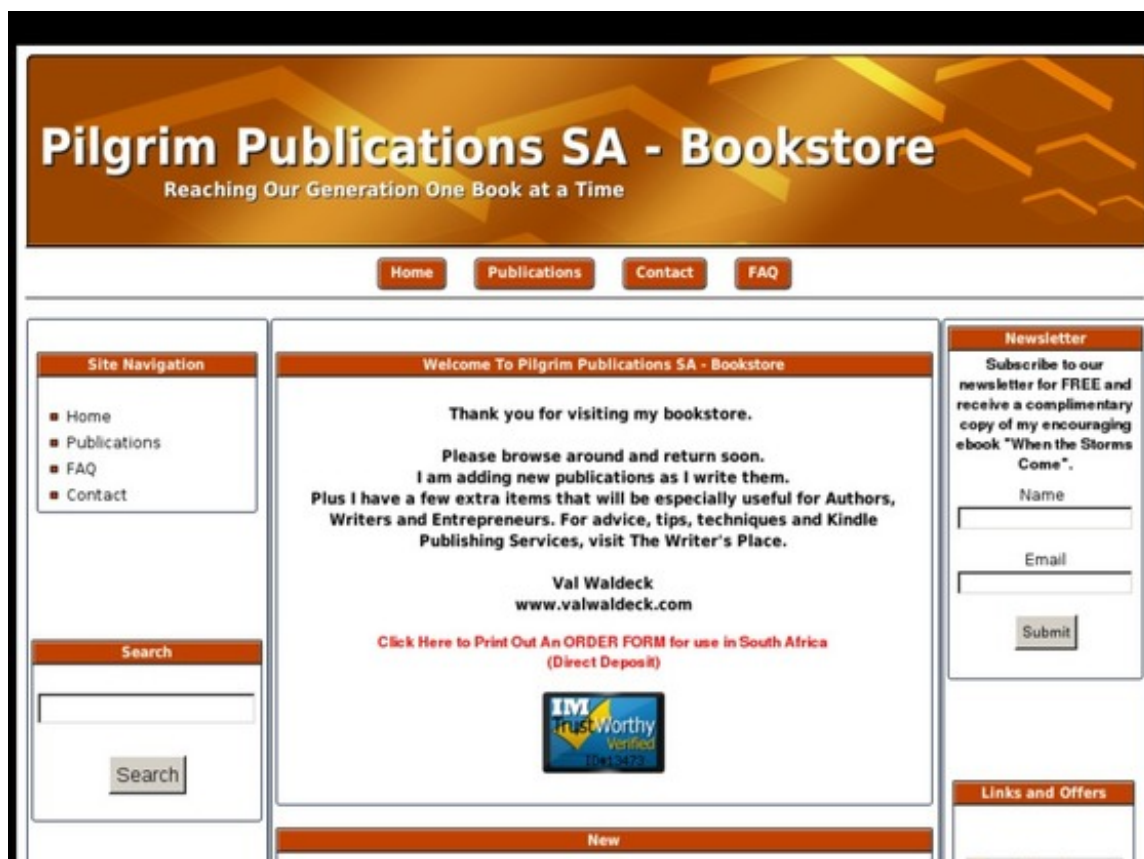 Pilgrim Publications SA - Bookstore
Reaching Our Generation One Book at a Time
Home
Publications
Contact
FAQ
Site Navigation
Home
Publications
FAQ
Contact
Search
Search
Welcome To Pilgrim Publications SA - Bookstore
Thank you for visiting my bookstore.
Please browse around and return soon.
I am adding new publications as I write them.
Plus I have a few extra items that will be especially useful for Authors,
Writers and Entrepreneurs. For advice, tips, techniques and Kindle
Publishing Services, visit The Writer's Place.
Val Waldeck
www.valwaldeck.com
Click Here to Print Out An ORDER FORM for use in South Africa
(Direct Deposit)
IM
TrustWorthy
Verified
ID#13473
New
Newsletter
Subscribe to our
newsletter for FREE and
receive a complimentary
copy of my encouraging
ebook "When the Storms
Come".
Name
Email
Submit
Links and Offers